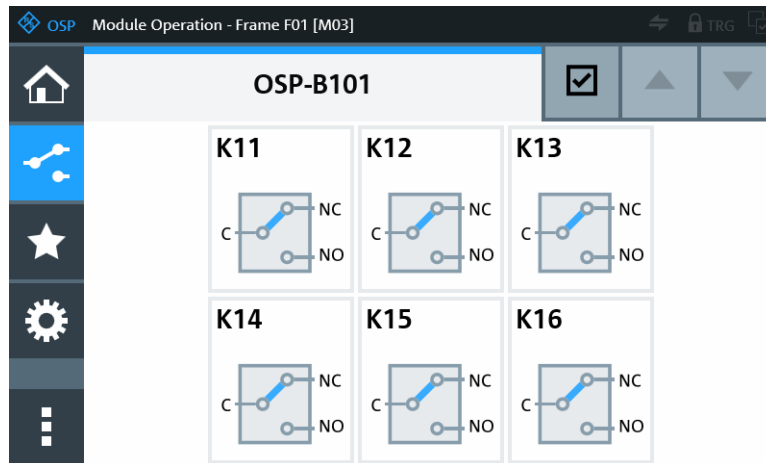 OSP Module Operation - Frame F01 [M03] TRG
OSP-B101
K11 K12 K13
NC NC NC
C C C
NO NO NO
K14 K15 K16
NC NC NC
C C C
NO NO NO